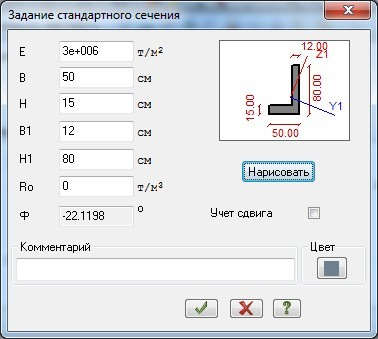 Задание стандартного сечения
E 3e+006 т/м²
B 50 см
H 15 см
B1 12 см
H1 80 см
Ro 0 т/м³
Ф -22.1198 °
12.00
Z1
15.00
80.00
Y1
50.00
Нарисовать
Учет сдвига
Комментарий
Цвет
?